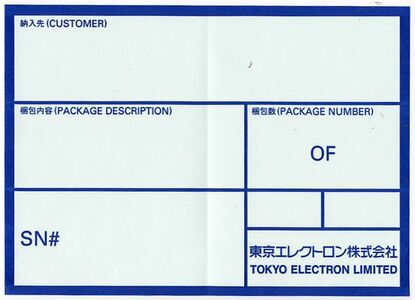 納入先 (CUSTOMER)
梱包内容 (PACKAGE DESCRIPTION)
梱包数 (PACKAGE NUMBER)
OF
SN#
東京エレクトロン株式会社
TOKYO ELECTRON LIMITED